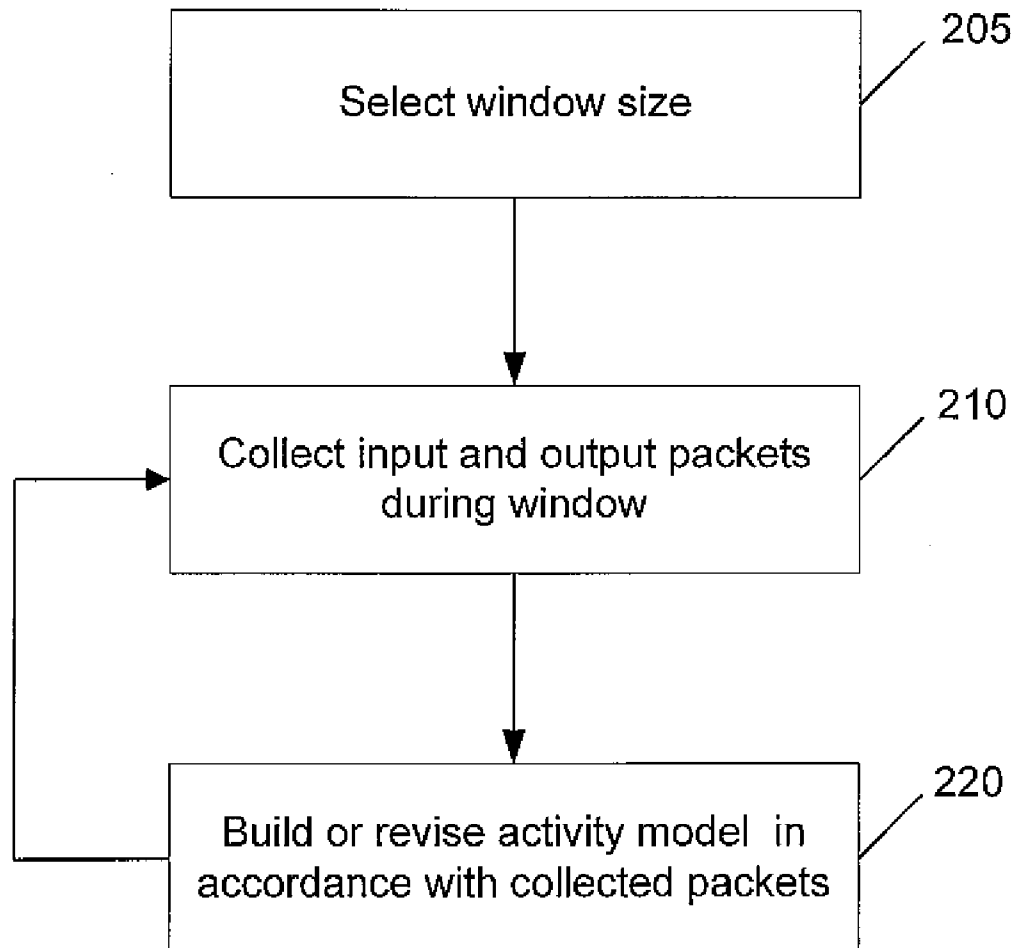 205
Select window size
210
Collect input and output packets
during window
220
Build or revise activity model in
accordance with collected packets